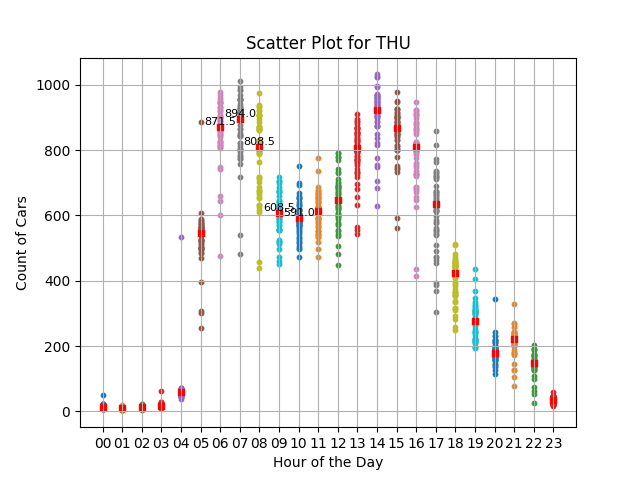 Scatter Plot for THU
1000
800
600
400
200
0
Count of Cars
871.5
894.0
808.5
608.5
591.0
00 01 02 03 04 05 06 07 08 09 10 11 12 13 14 15 16 17 18 19 20 21 22 23
Hour of the Day